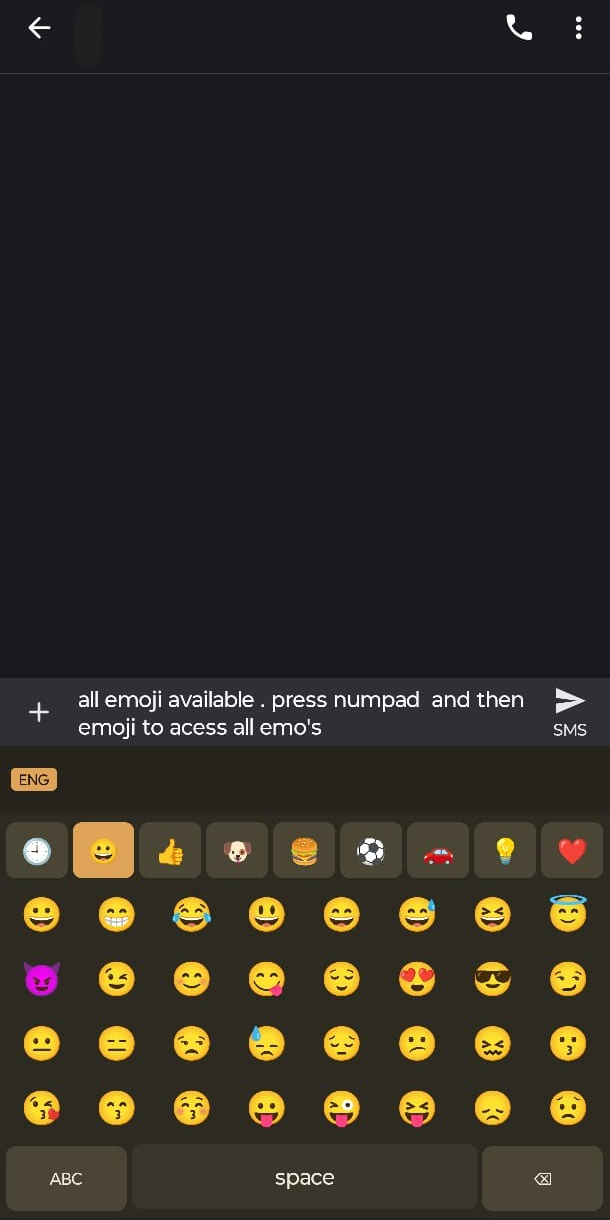 all emoji available . press numpad  and then
emoji to acess all emo's
SMS
ENG
ABC
space